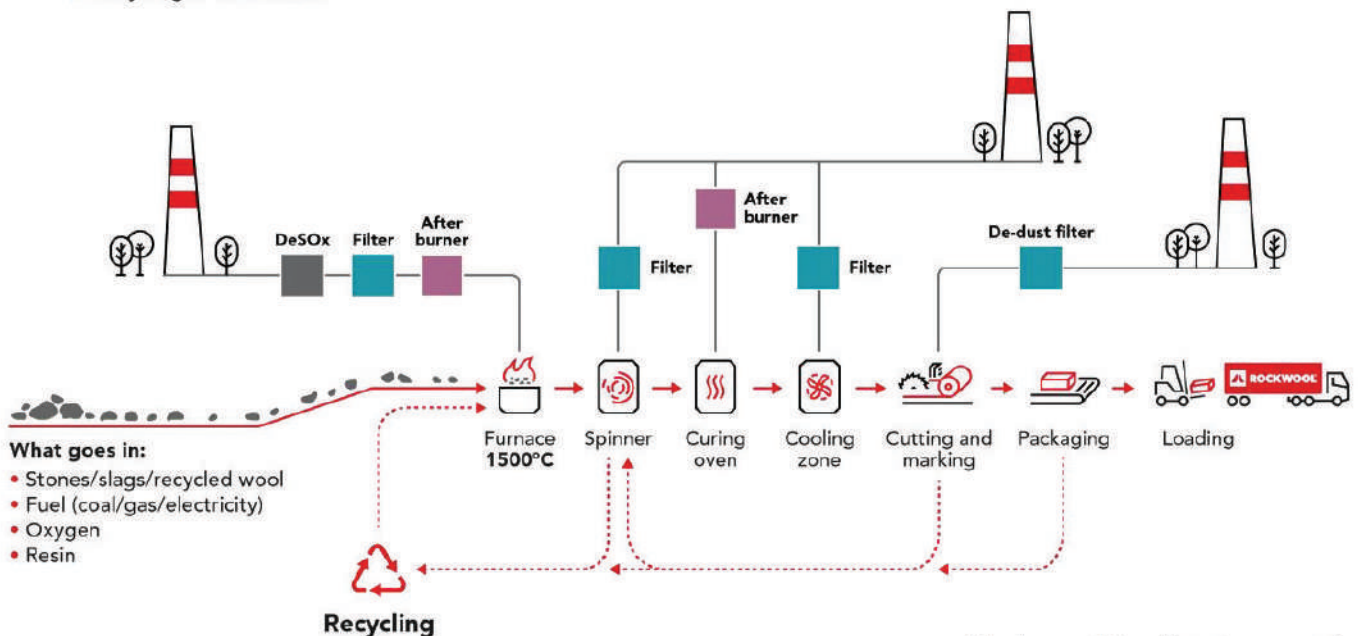 DeSOx
Filter
After
burner
Filter
After
burner
Filter
De-dust filter
ROCKWOOL
What goes in:
• Stones/slags/recycled wool
• Fuel (coal/gas/electricity)
• Oxygen
• Resin
Furnace
1500°C
Spinner
Curing
oven
Cooling
zone
Cutting and
marking
Packaging
Loading
Recycling